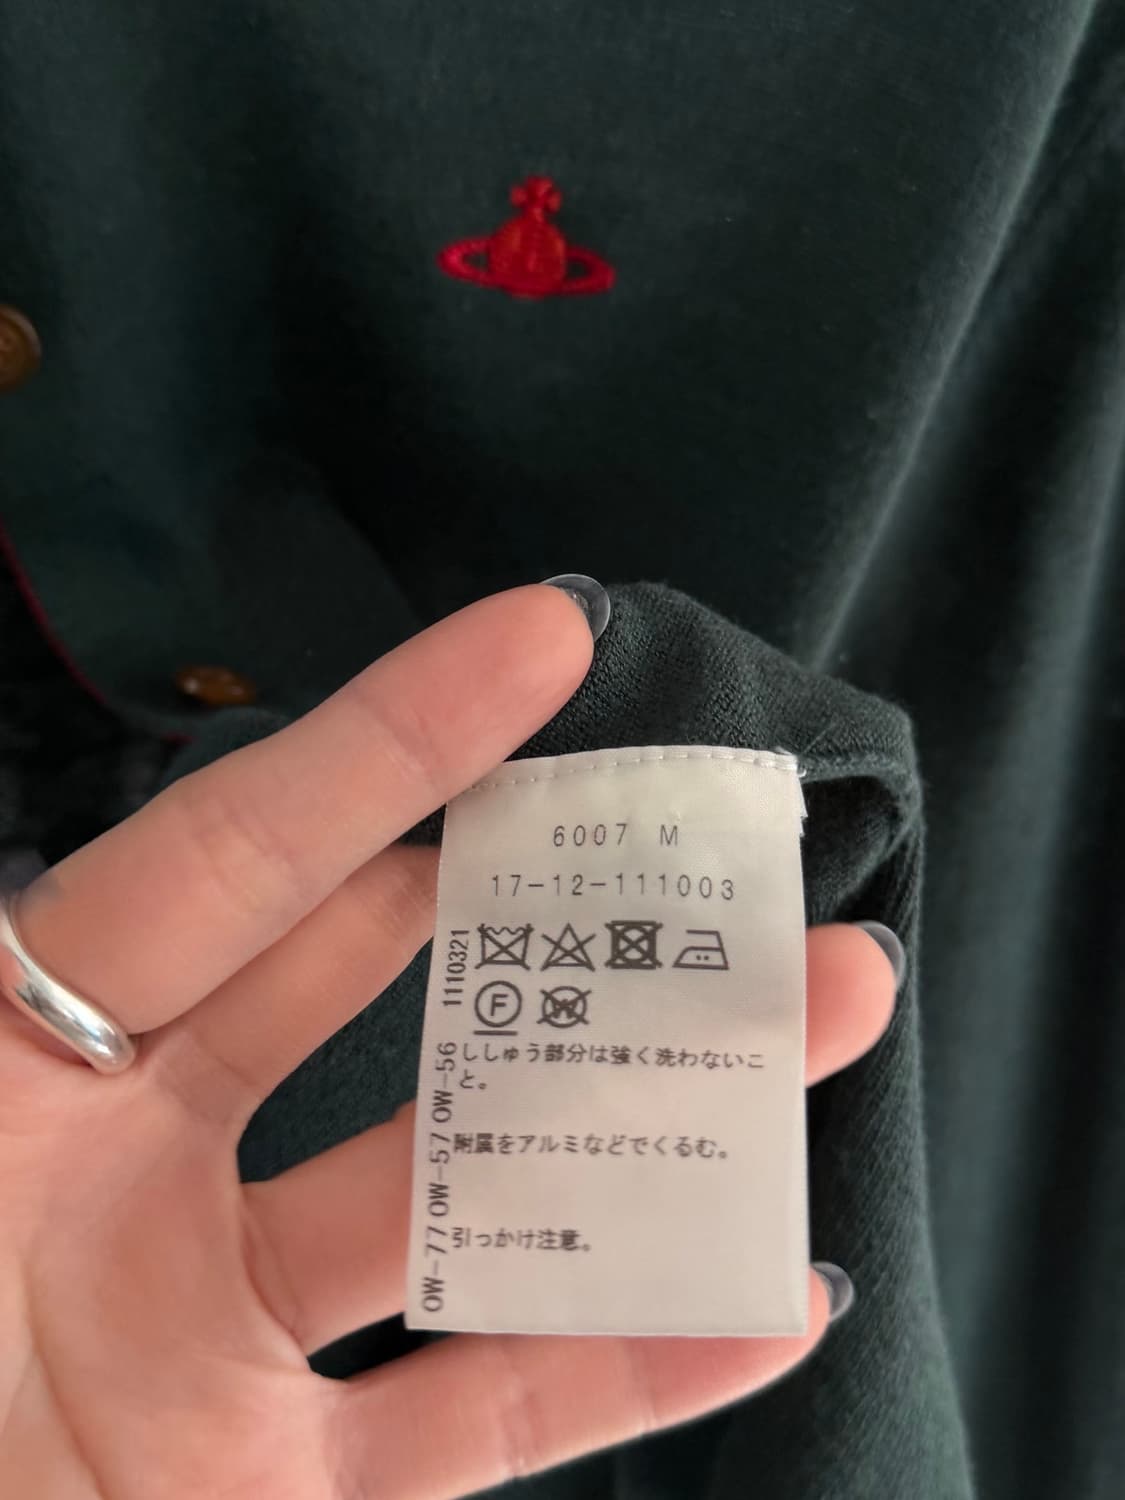 6007 M
17-12-111003
F
W
ししゅう部分は強く洗わないこ
と。
附属をアルミなどでくるむ。
引っかけ注意。
OW-77 OW-57 OW-56 1110321